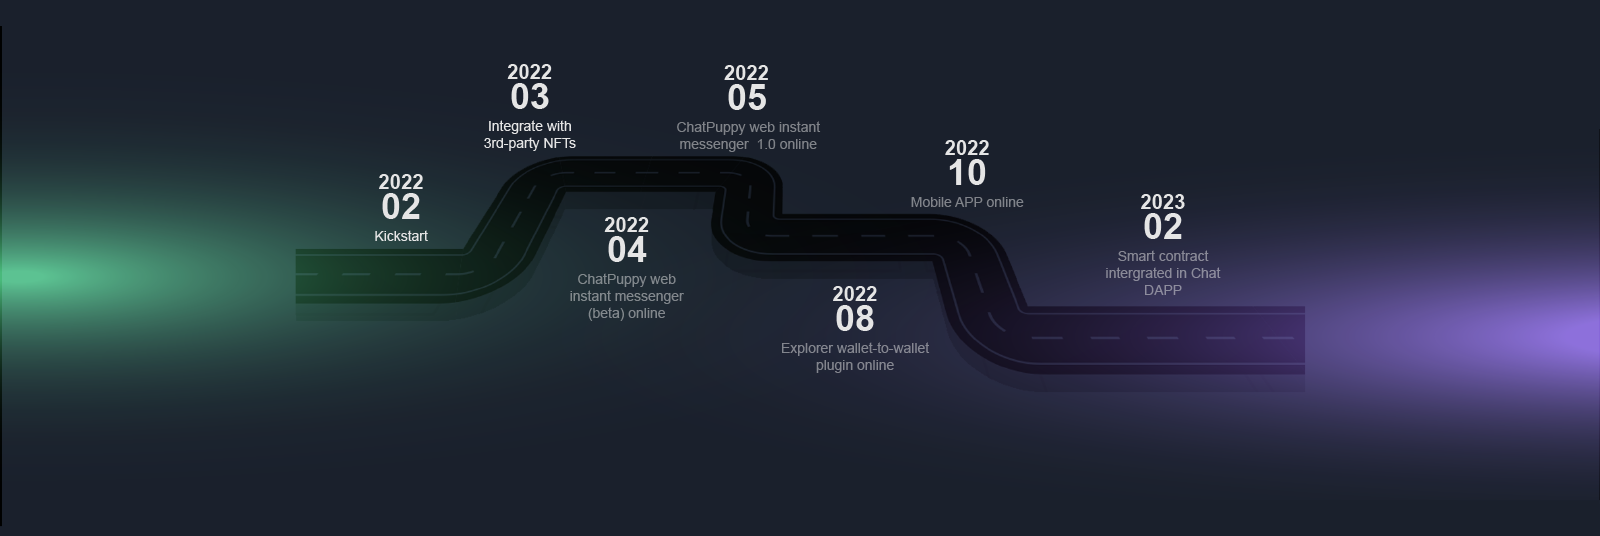 2022
02
Kickstart
2022
03
Integrate with
3rd-party NFTs
2022
04
ChatPuppy web
instant messenger
(beta) online
2022
05
ChatPuppy web instant
messenger 1.0 online
2022
08
Explorer wallet-to-wallet
plugin online
2022
10
Mobile APP online
2023
02
Smart contract
intergrated in Chat
DAPP